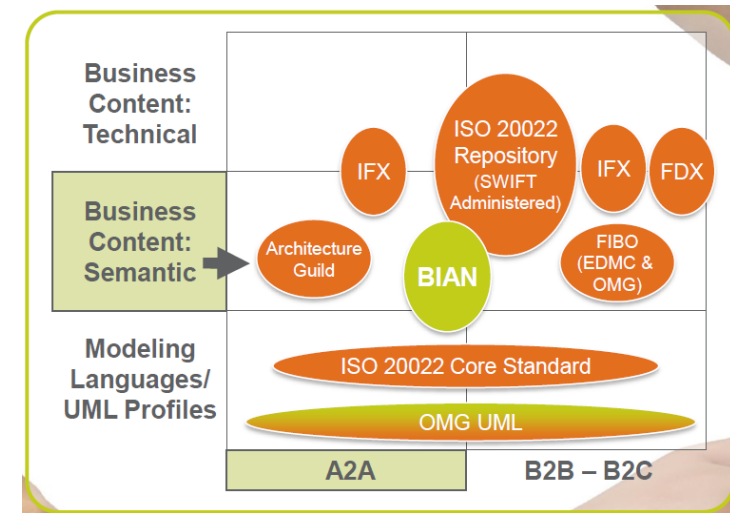 Business
Content:
Technical
ISO 20022
Repository
(SWIFT
Administered)
IFX
IFX
FDX
Business
Content:
Semantic
Architecture
Guild
BIAN
FIBO
(EDMC &
OMG)
Modeling
Languages/
UML Profiles
ISO 20022 Core Standard
OMG UML
A2A
B2B – B2C